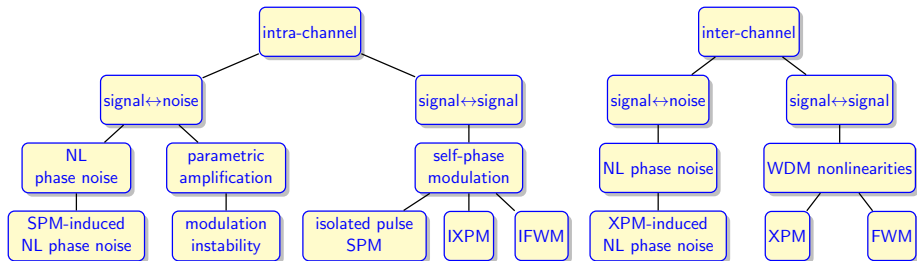 intra-channel
inter-channel
signal↔noise
signal↔signal
signal↔noise
signal↔signal
NL
phase noise
parametric
amplification
self-phase
modulation
NL phase noise
WDM nonlinearities
SPM-induced
NL phase noise
modulation
instability
isolated pulse
SPM
IXPM
IFWM
XPM-induced
NL phase noise
XPM
FWM